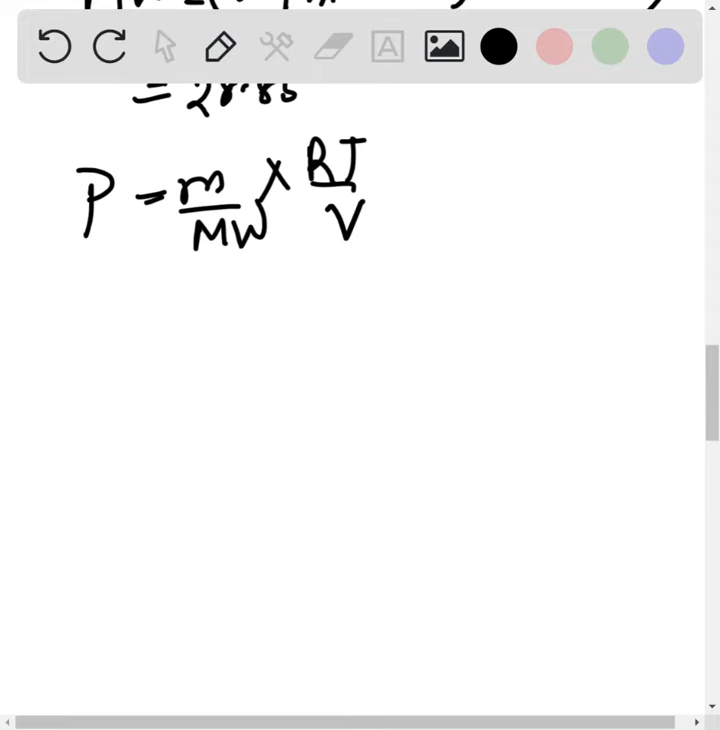 = 28.85
P = m/MW × RT/V
A